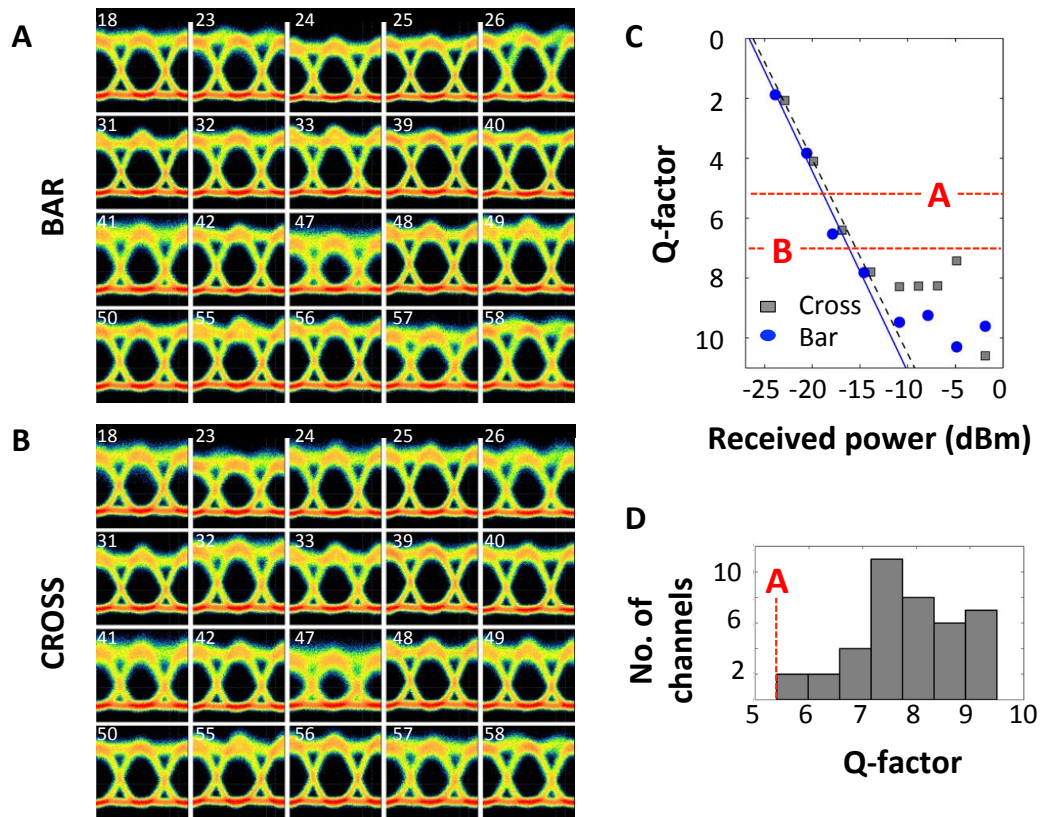 A
BAR
18 23 24 25 26
31 32 33 39 40
41 42 47 48 49
50 55 56 57 58
B
CROSS
18 23 24 25 26
31 32 33 39 40
41 42 47 48 49
50 55 56 57 58
C
Q-factor
0
2
4
6
8
10
A
B
Cross
Bar
-25 -20 -15 -10 -5 0
Received power (dBm)
D
No. of
channels
10
6
2
A
5 6 7 8 9 10
Q-factor